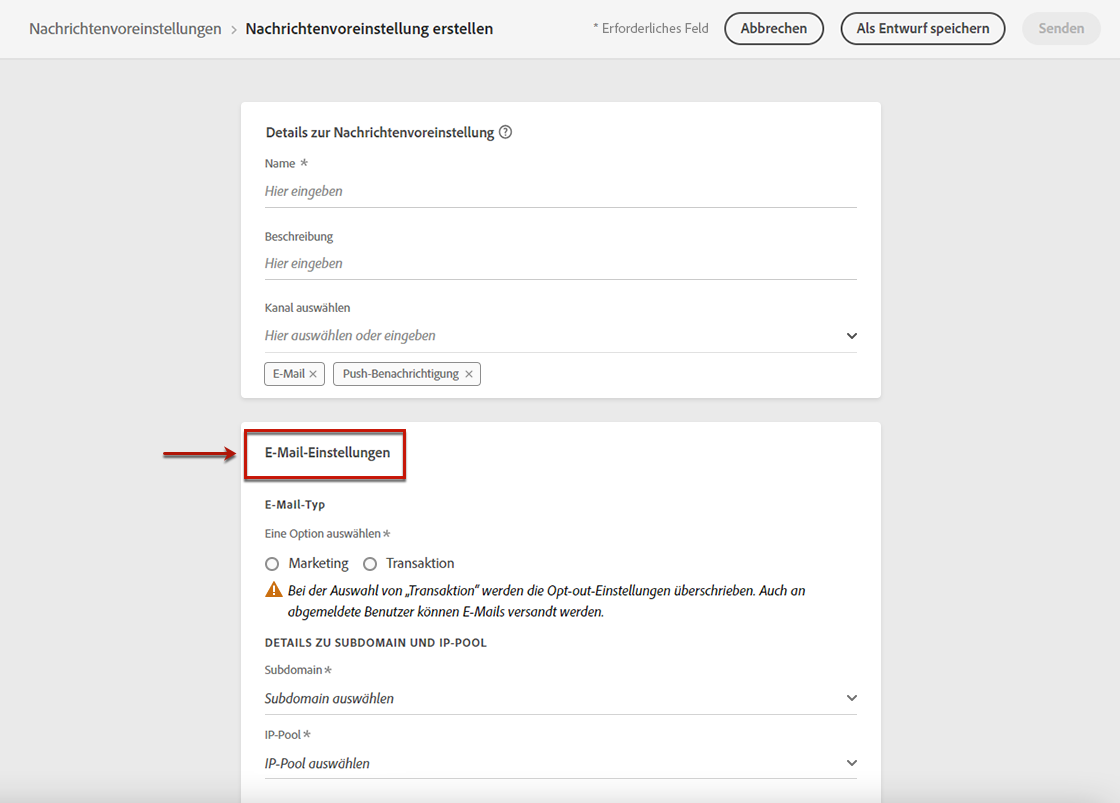 Nachrichtenvoreinstellungen > Nachrichtenvoreinstellung erstellen * Erforderliches Feld Abbrechen Als Entwurf speichern Senden
Details zur Nachrichtenvoreinstellung ?
Name *
Hier eingeben
Beschreibung
Hier eingeben
Kanal auswählen
Hier auswählen oder eingeben
E-Mail × Push-Benachrichtigung ×
E-Mail-Einstellungen
E-Mail-Typ
Eine Option auswählen *
Marketing Transaktion
Bei der Auswahl von „Transaktion“ werden die Opt-out-Einstellungen überschrieben. Auch an
abgemeldete Benutzer können E-Mails versandt werden.
DETAILS ZU SUBDOMAIN UND IP-POOL
Subdomain *
Subdomain auswählen
IP-Pool *
IP-Pool auswählen